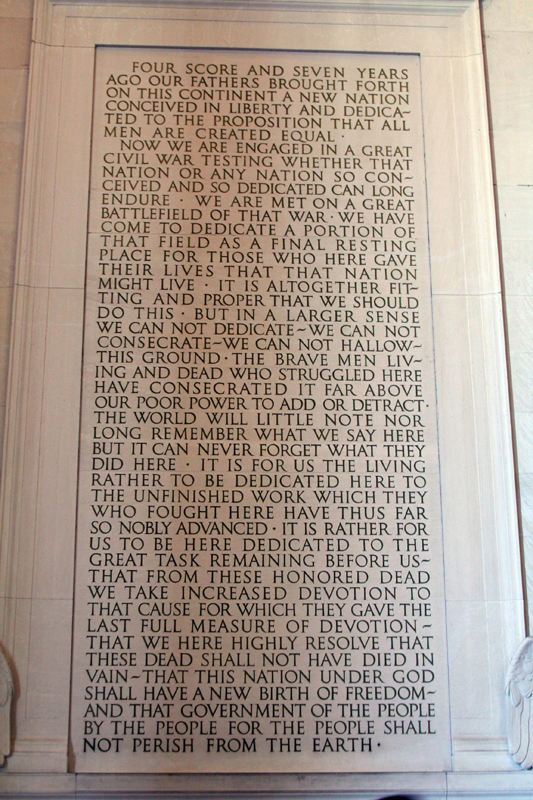 FOUR SCORE AND SEVEN YEARS
AGO OUR FATHERS BROUGHT FORTH
ON THIS CONTINENT A NEW NATION
CONCEIVED IN LIBERTY AND DEDICA~
TED TO THE PROPOSITION THAT ALL
MEN ARE CREATED EQUAL ·
NOW WE ARE ENGAGED IN A GREAT
CIVIL WAR TESTING WHETHER THAT
NATION OR ANY NATION SO CON~
CEIVED AND SO DEDICATED CAN LONG
ENDURE · WE ARE MET ON A GREAT
BATTLEFIELD OF THAT WAR · WE HAVE
COME TO DEDICATE A PORTION OF
THAT FIELD AS A FINAL RESTING
PLACE FOR THOSE WHO HERE GAVE
THEIR LIVES THAT THAT NATION
MIGHT LIVE · IT IS ALTOGETHER FIT~
TING AND PROPER THAT WE SHOULD
DO THIS · BUT IN A LARGER SENSE
WE CAN NOT DEDICATE~WE CAN NOT
CONSECRATE~WE CAN NOT HALLOW~
THIS GROUND · THE BRAVE MEN LIV~
ING AND DEAD WHO STRUGGLED HERE
HAVE CONSECRATED IT FAR ABOVE
OUR POOR POWER TO ADD OR DETRACT ·
THE WORLD WILL LITTLE NOTE NOR
LONG REMEMBER WHAT WE SAY HERE
BUT IT CAN NEVER FORGET WHAT THEY
DID HERE · IT IS FOR US THE LIVING
RATHER TO BE DEDICATED HERE TO
THE UNFINISHED WORK WHICH THEY
WHO FOUGHT HERE HAVE THUS FAR
SO NOBLY ADVANCED · IT IS RATHER FOR
US TO BE HERE DEDICATED TO THE
GREAT TASK REMAINING BEFORE US~
THAT FROM THESE HONORED DEAD
WE TAKE INCREASED DEVOTION TO
THAT CAUSE FOR WHICH THEY GAVE THE
LAST FULL MEASURE OF DEVOTION~
THAT WE HERE HIGHLY RESOLVE THAT
THESE DEAD SHALL NOT HAVE DIED IN
VAIN~THAT THIS NATION UNDER GOD
SHALL HAVE A NEW BIRTH OF FREEDOM~
AND THAT GOVERNMENT OF THE PEOPLE
BY THE PEOPLE FOR THE PEOPLE SHALL
NOT PERISH FROM THE EARTH ·